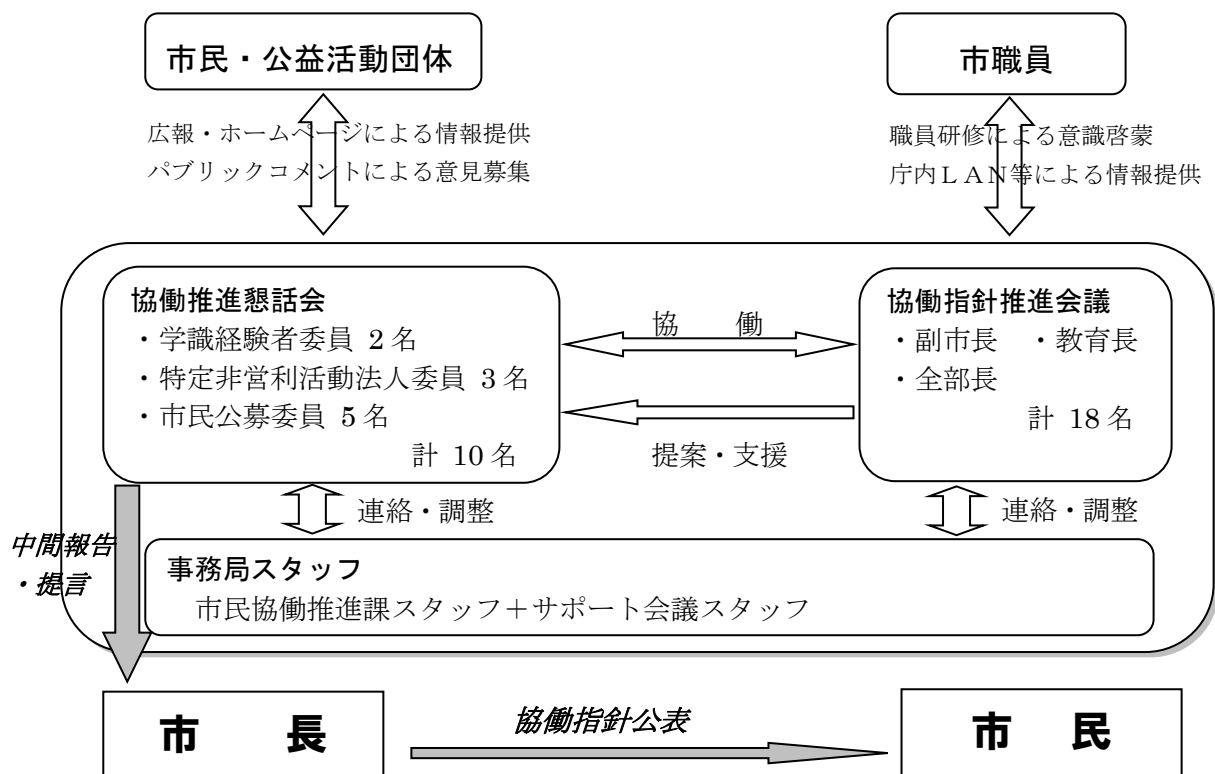 市民・公益活動団体
市職員
広報・ホームページによる情報提供
パブリックコメントによる意見募集
職員研修による意識啓蒙
庁内ＬＡＮ等による情報提供
協働推進懇話会
・学識経験者委員 2名
・特定非営利活動法人委員 3名
・市民公募委員 5名
計 10名
協　働
提案・支援
協働指針推進会議
・副市長　・教育長
・全部長
計 18名
連絡・調整
連絡・調整
中間報告
・提言
事務局スタッフ
市民協働推進課スタッフ＋サポート会議スタッフ
市　長
協働指針公表
市　民